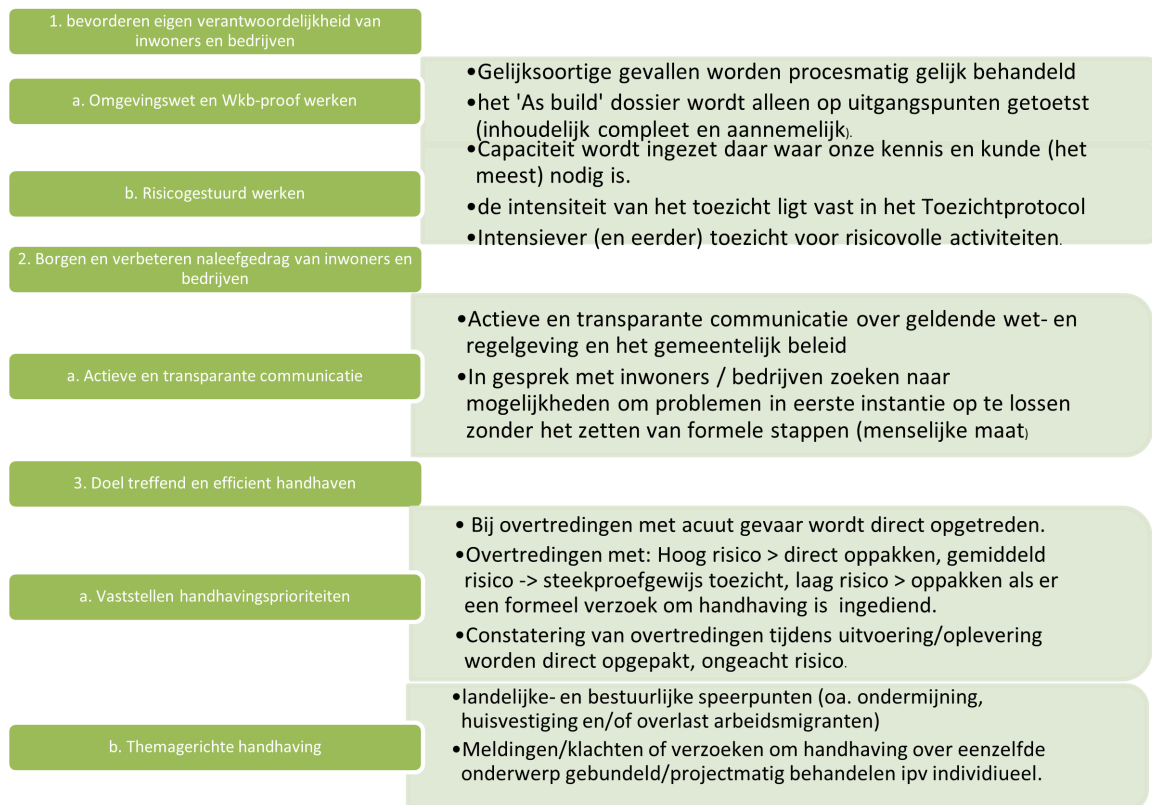 1. bevorderen eigen verantwoordelijkheid van
inwoners en bedrijven
a. Omgevingswet en Wkb-proof werken
•Gelijksoortige gevallen worden procesmatig gelijk behandeld
•het 'As build' dossier wordt alleen op uitgangspunten getoetst
(inhoudelijk compleet en aannemelijk).
b. Risicogestuurd werken
•Capaciteit wordt ingezet daar waar onze kennis en kunde (het
meest) nodig is.
•de intensiteit van het toezicht ligt vast in het Toezichtprotocol
•Intensiever (en eerder) toezicht voor risicovolle activiteiten.
2. Borgen en verbeteren naleefgedrag van inwoners en
bedrijven
a. Actieve en transparante communicatie
•Actieve en transparante communicatie over geldende wet- en
regelgeving en het gemeentelijk beleid
•In gesprek met inwoners / bedrijven zoeken naar
mogelijkheden om problemen in eerste instantie op te lossen
zonder het zetten van formele stappen (menselijke maat)
3. Doel treffend en efficient handhaven
a. Vaststellen handhavingsprioriteiten
• Bij overtredingen met acuut gevaar wordt direct opgetreden.
•Overtredingen met: Hoog risico > direct oppakken, gemiddeld
risico -> steekproefgewijs toezicht, laag risico > oppakken als er
een formeel verzoek om handhaving is ingediend.
•Constatering van overtredingen tijdens uitvoering/oplevering
worden direct opgepakt, ongeacht risico.
b. Themagerichte handhaving
•landelijke- en bestuurlijke speerpunten (oa. ondermijning,
huisvestiging en/of overlast arbeidsmigranten)
•Meldingen/klachten of verzoeken om handhaving over eenzelfde
onderwerp gebundeld/projectmatig behandelen ipv individiueel.